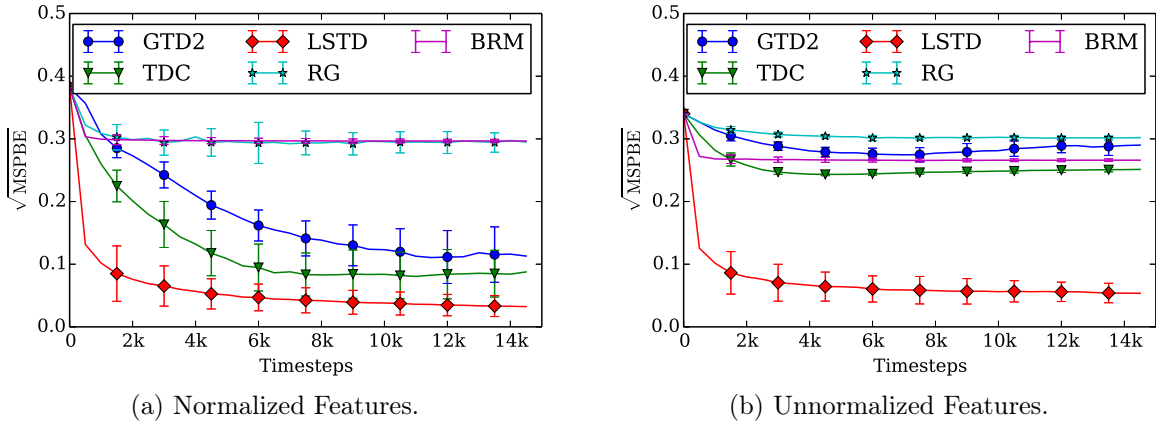 0.5
0.4
0.3
0.2
0.1
0.0
√MSPBE
GTD2 LSTD BRM
TDC RG
0 2k 4k 6k 8k 10k 12k 14k
Timesteps
(a) Normalized Features.
0.5
0.4
0.3
0.2
0.1
0.0
√MSPBE
GTD2 LSTD BRM
TDC RG
0 2k 4k 6k 8k 10k 12k 14k
Timesteps
(b) Unnormalized Features.